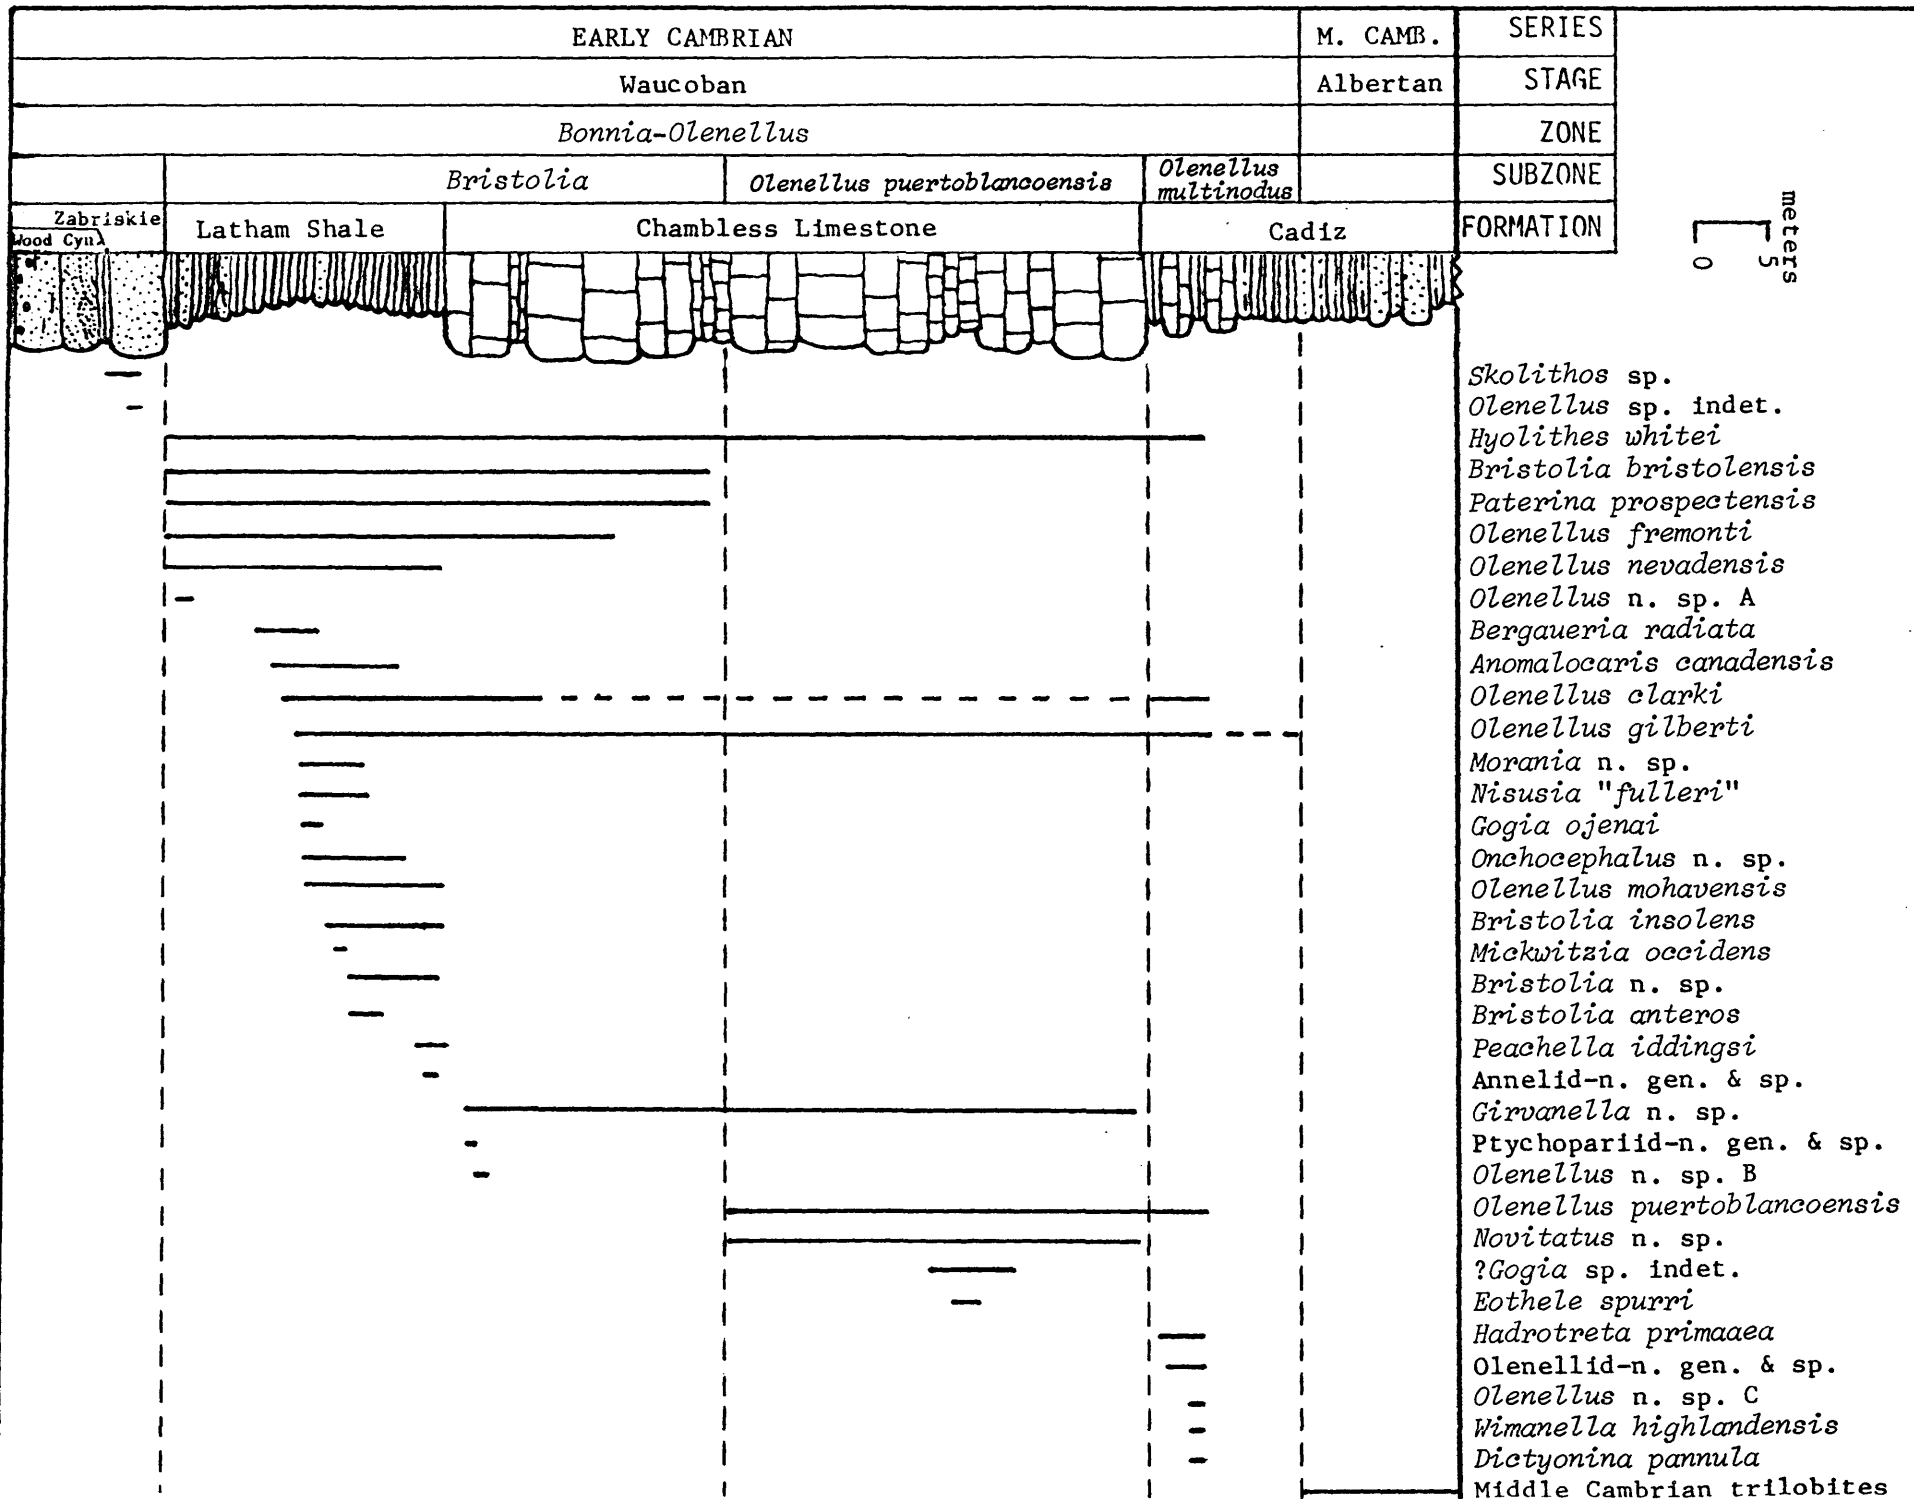 EARLY CAMBRIAN M. CAMB. SERIES
Waucoban Albertan STAGE
Bonnia-Olenellus ZONE
Bristolia Olenellus puertoblancoensis Olenellus multinodus SUBZONE
Zabriskie
Wood Cyn
Latham Shale Chambless Limestone Cadiz FORMATION
meters
0 5
Skolithos sp.
Olenellus sp. indet.
Hyolithes whitei
Bristolia bristolensis
Paterina prospectensis
Olenellus fremonti
Olenellus nevadensis
Olenellus n. sp. A
Bergaueria radiata
Anomalocaris canadensis
Olenellus clarki
Olenellus gilberti
Morania n. sp.
Nisusia "fulleri"
Gogia ojenai
Onchocephalus n. sp.
Olenellus mohavensis
Bristolia insolens
Mickwitzia occidens
Bristolia n. sp.
Bristolia anteros
Peachella iddingsi
Annelid-n. gen. & sp.
Girvanella n. sp.
Ptychopariid-n. gen. & sp.
Olenellus n. sp. B
Olenellus puertoblancoensis
Novitatus n. sp.
?Gogia sp. indet.
Eothele spurri
Hadrotreta primaaea
Olenellid-n. gen. & sp.
Olenellus n. sp. C
Wimanella highlandensis
Dictyonina pannula
Middle Cambrian trilobites